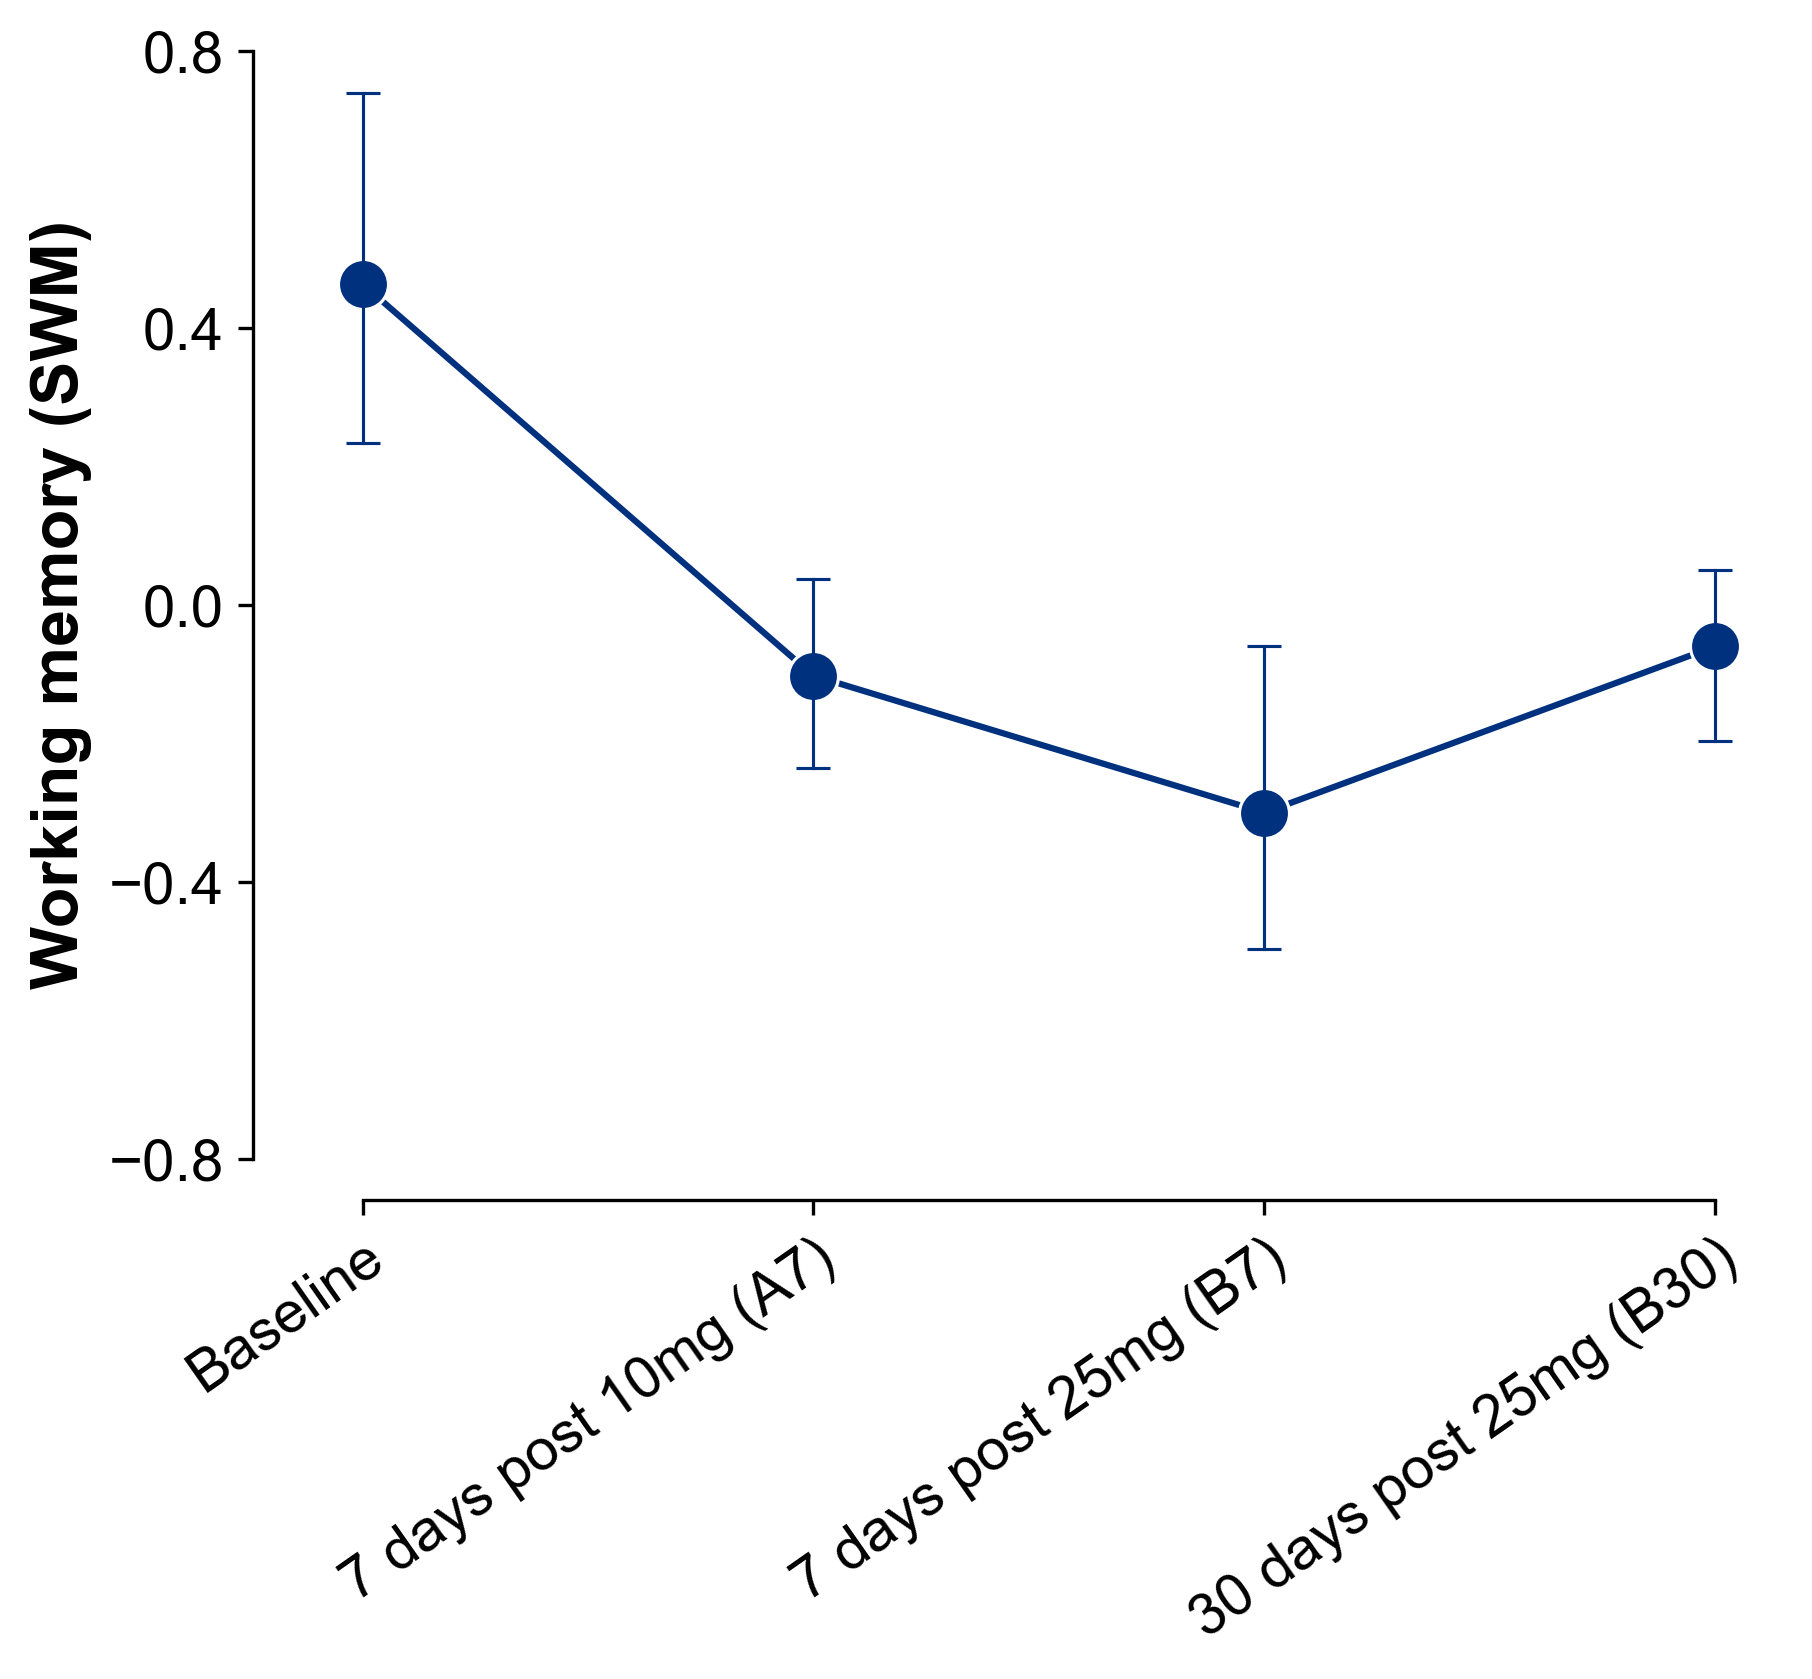 Working memory (SWM)
0.8
0.4
0.0
−0.4
−0.8
Baseline
7 days post 10mg (A7)
7 days post 25mg (B7)
30 days post 25mg (B30)